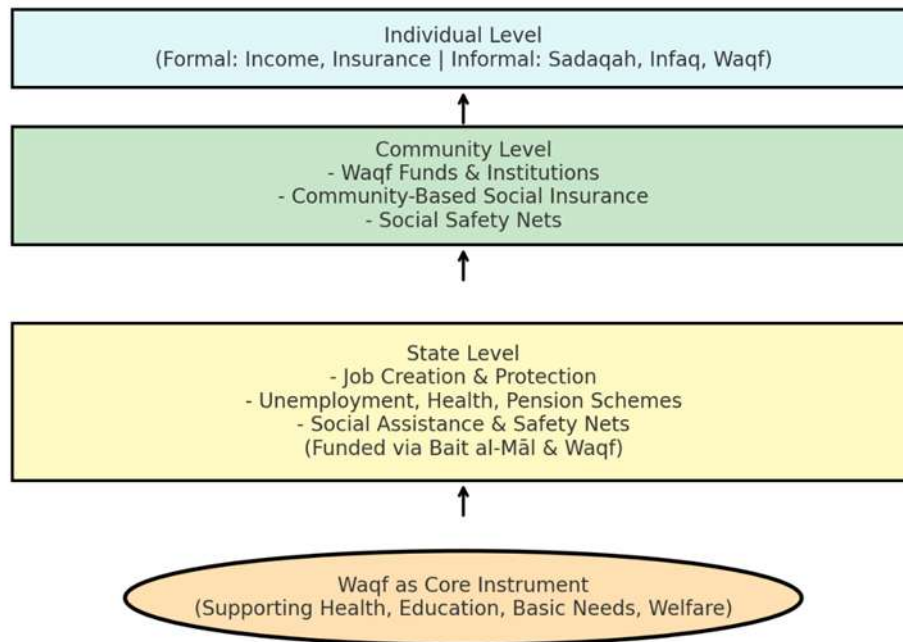 Individual Level
(Formal: Income, Insurance | Informal: Sadaqah, Infaq, Waqf)
Community Level
- Waqf Funds & Institutions
- Community-Based Social Insurance
- Social Safety Nets
State Level
- Job Creation & Protection
- Unemployment, Health, Pension Schemes
- Social Assistance & Safety Nets
(Funded via Bait al-Māl & Waqf)
Waqf as Core Instrument
(Supporting Health, Education, Basic Needs, Welfare)